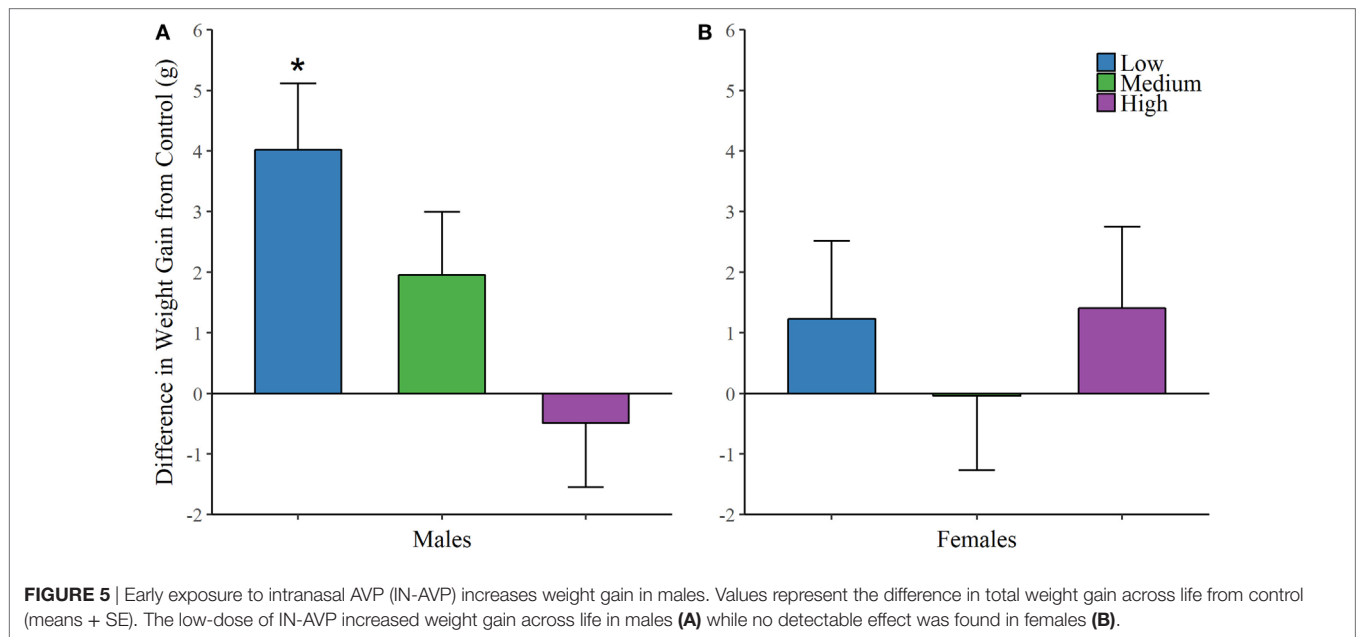 A
B
Difference in Weight Gain from Control (g)
6
5
4
3
2
1
0
-1
-2
*
Males
6
5
4
3
2
1
0
-1
-2
Low
Medium
High
Females
FIGURE 5 | Early exposure to intranasal AVP (IN-AVP) increases weight gain in males. Values represent the difference in total weight gain across life from control
(means + SE). The low-dose of IN-AVP increased weight gain across life in males (A) while no detectable effect was found in females (B).